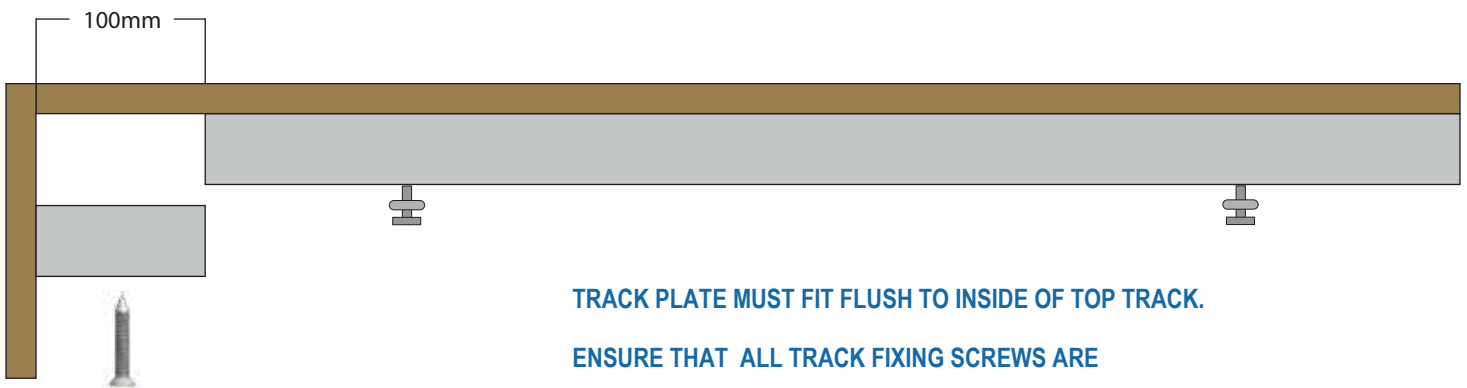 100mm
TRACK PLATE MUST FIT FLUSH TO INSIDE OF TOP TRACK.
ENSURE THAT  ALL TRACK FIXING SCREWS ARE